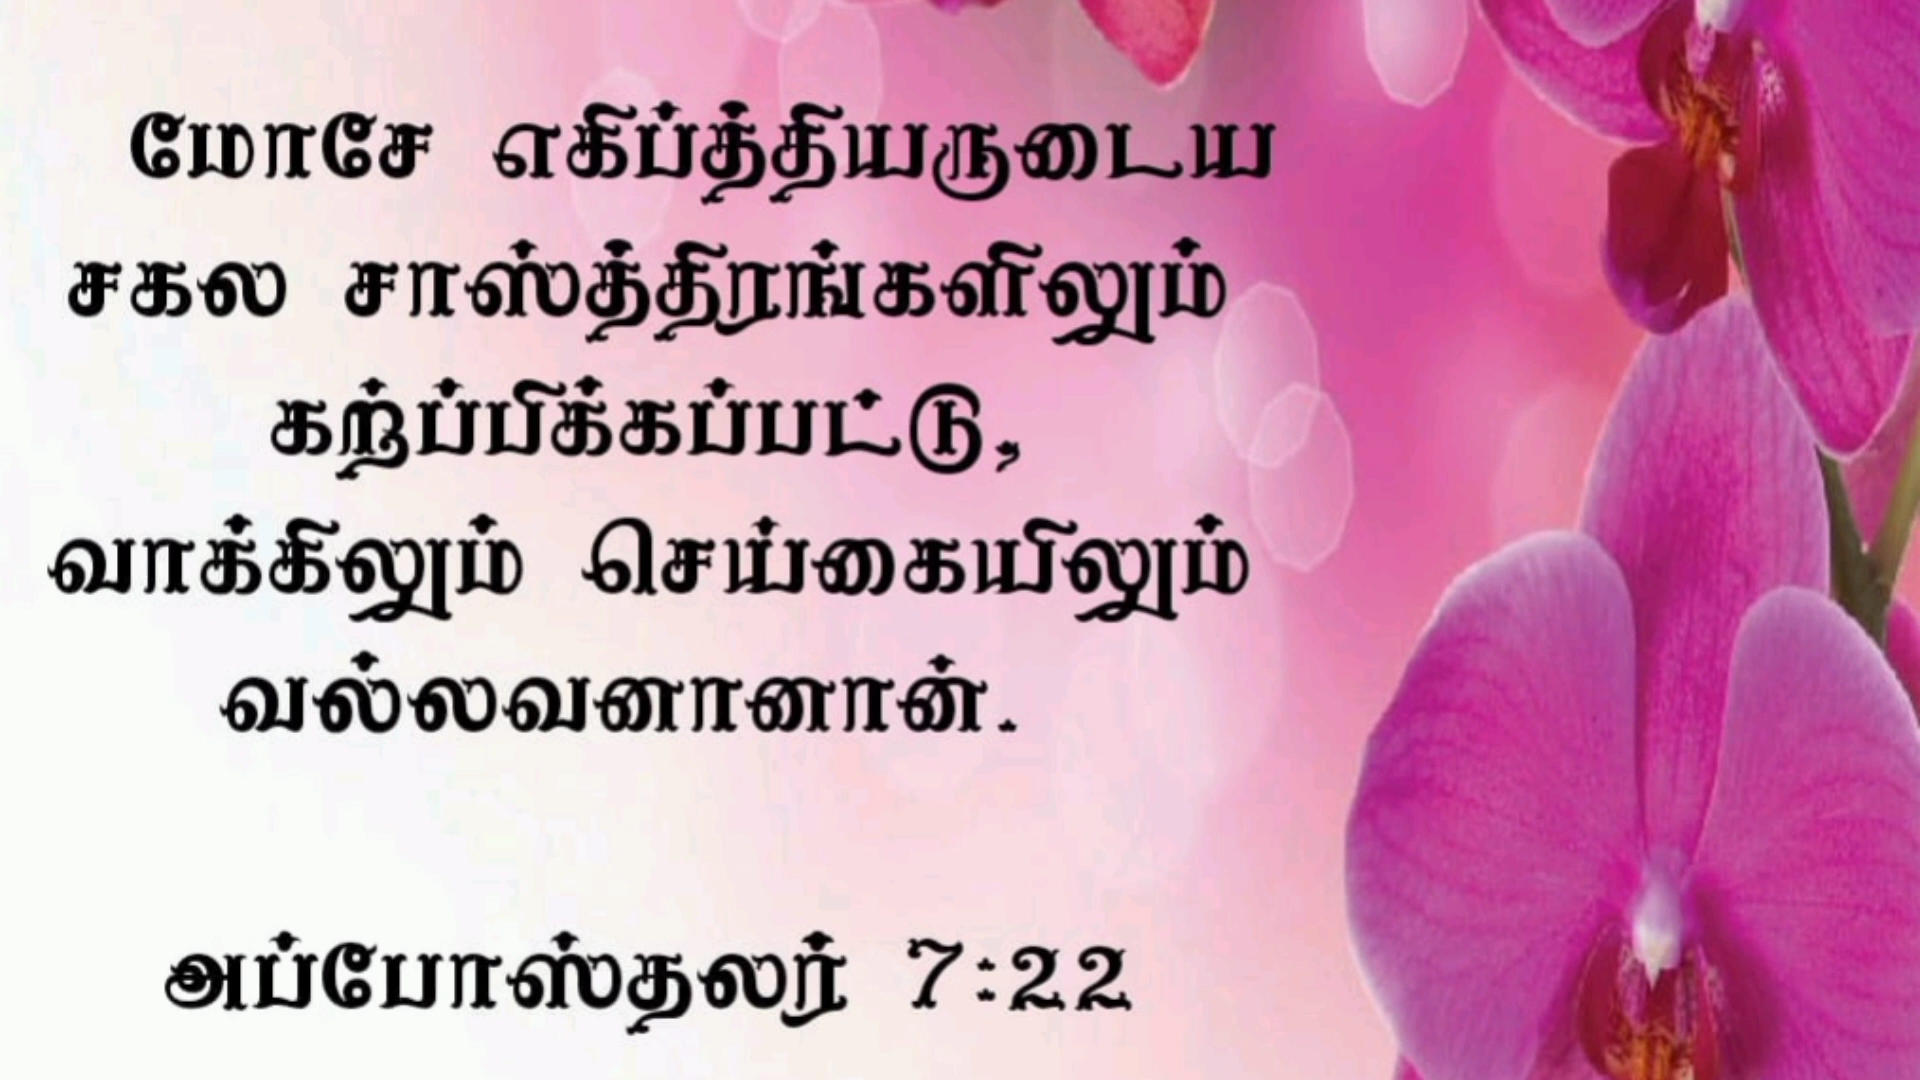 மோசே எகிப்த்தியருடைய
சகல சாஸ்த்திரங்களிலும்
கற்ப்பிக்கப்பட்டு,
வாக்கிலும் செய்கையிலும்
வல்லவனானான்.
அப்போஸ்தலர் 7:22